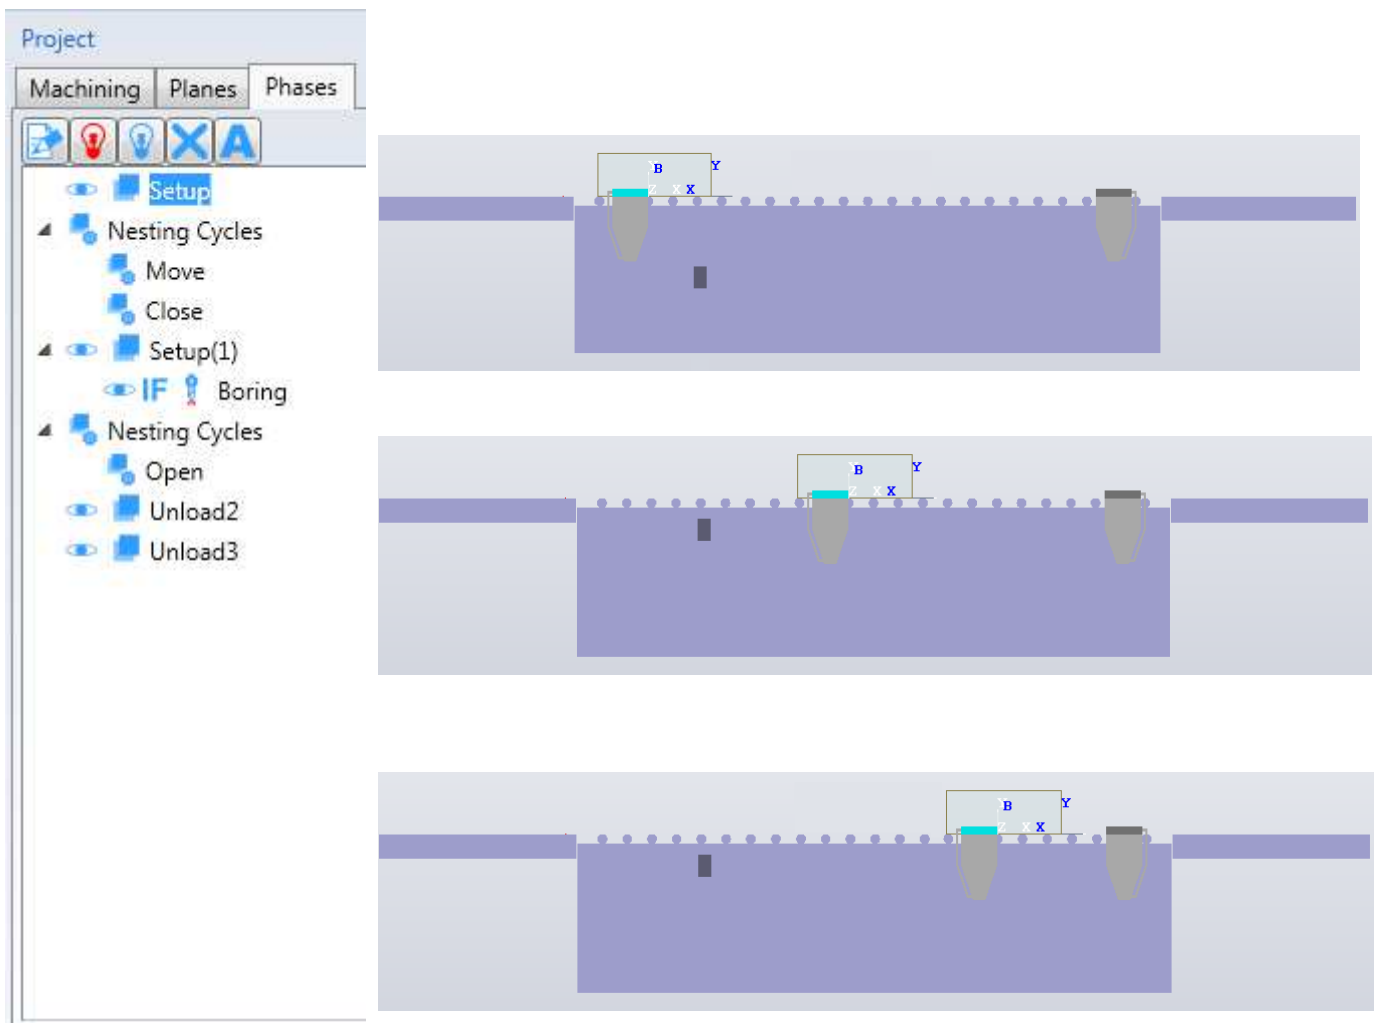 Project
Machining Planes Phases
A
Setup
Nesting Cycles
Move
Close
Setup(1)
IF Boring
Nesting Cycles
Open
Unload2
Unload3
B Y
Z X X
B Y
Z X X
B Y
Z X X